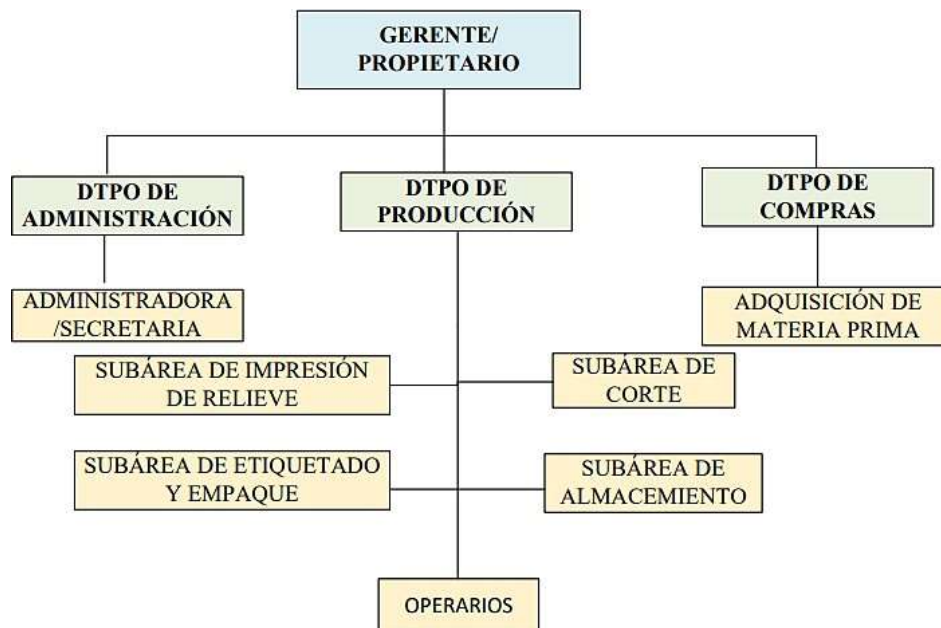 GERENTE/
PROPIETARIO
DTPO DE
ADMINISTRACIÓN
DTPO DE
PRODUCCIÓN
DTPO DE
COMPRAS
ADMINISTRADORA
/SECRETARIA
ADQUISICIÓN DE
MATERIA PRIMA
SUBÁREA DE IMPRESIÓN
DE RELIEVE
SUBÁREA DE
CORTE
SUBÁREA DE ETIQUETADO
Y EMPAQUE
SUBÁREA DE
ALMACEMIENTO
OPERARIOS